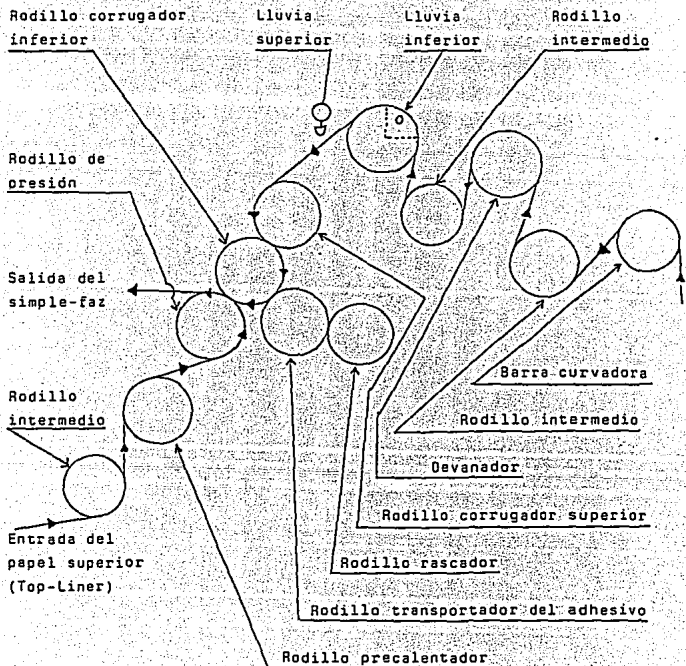 Rodillo corrugador
inferior
Lluvia
superior
Lluvia
inferior
Rodillo
intermedio
Rodillo de
presión
Salida del
simple-faz
Rodillo
intermedio
Entrada del
papel superior
(Top-Liner)
Barra curvadora
Rodillo intermedio
Devanador
Rodillo corrugador superior
Rodillo rascador
Rodillo transportador del adhesivo
Rodillo precalentador